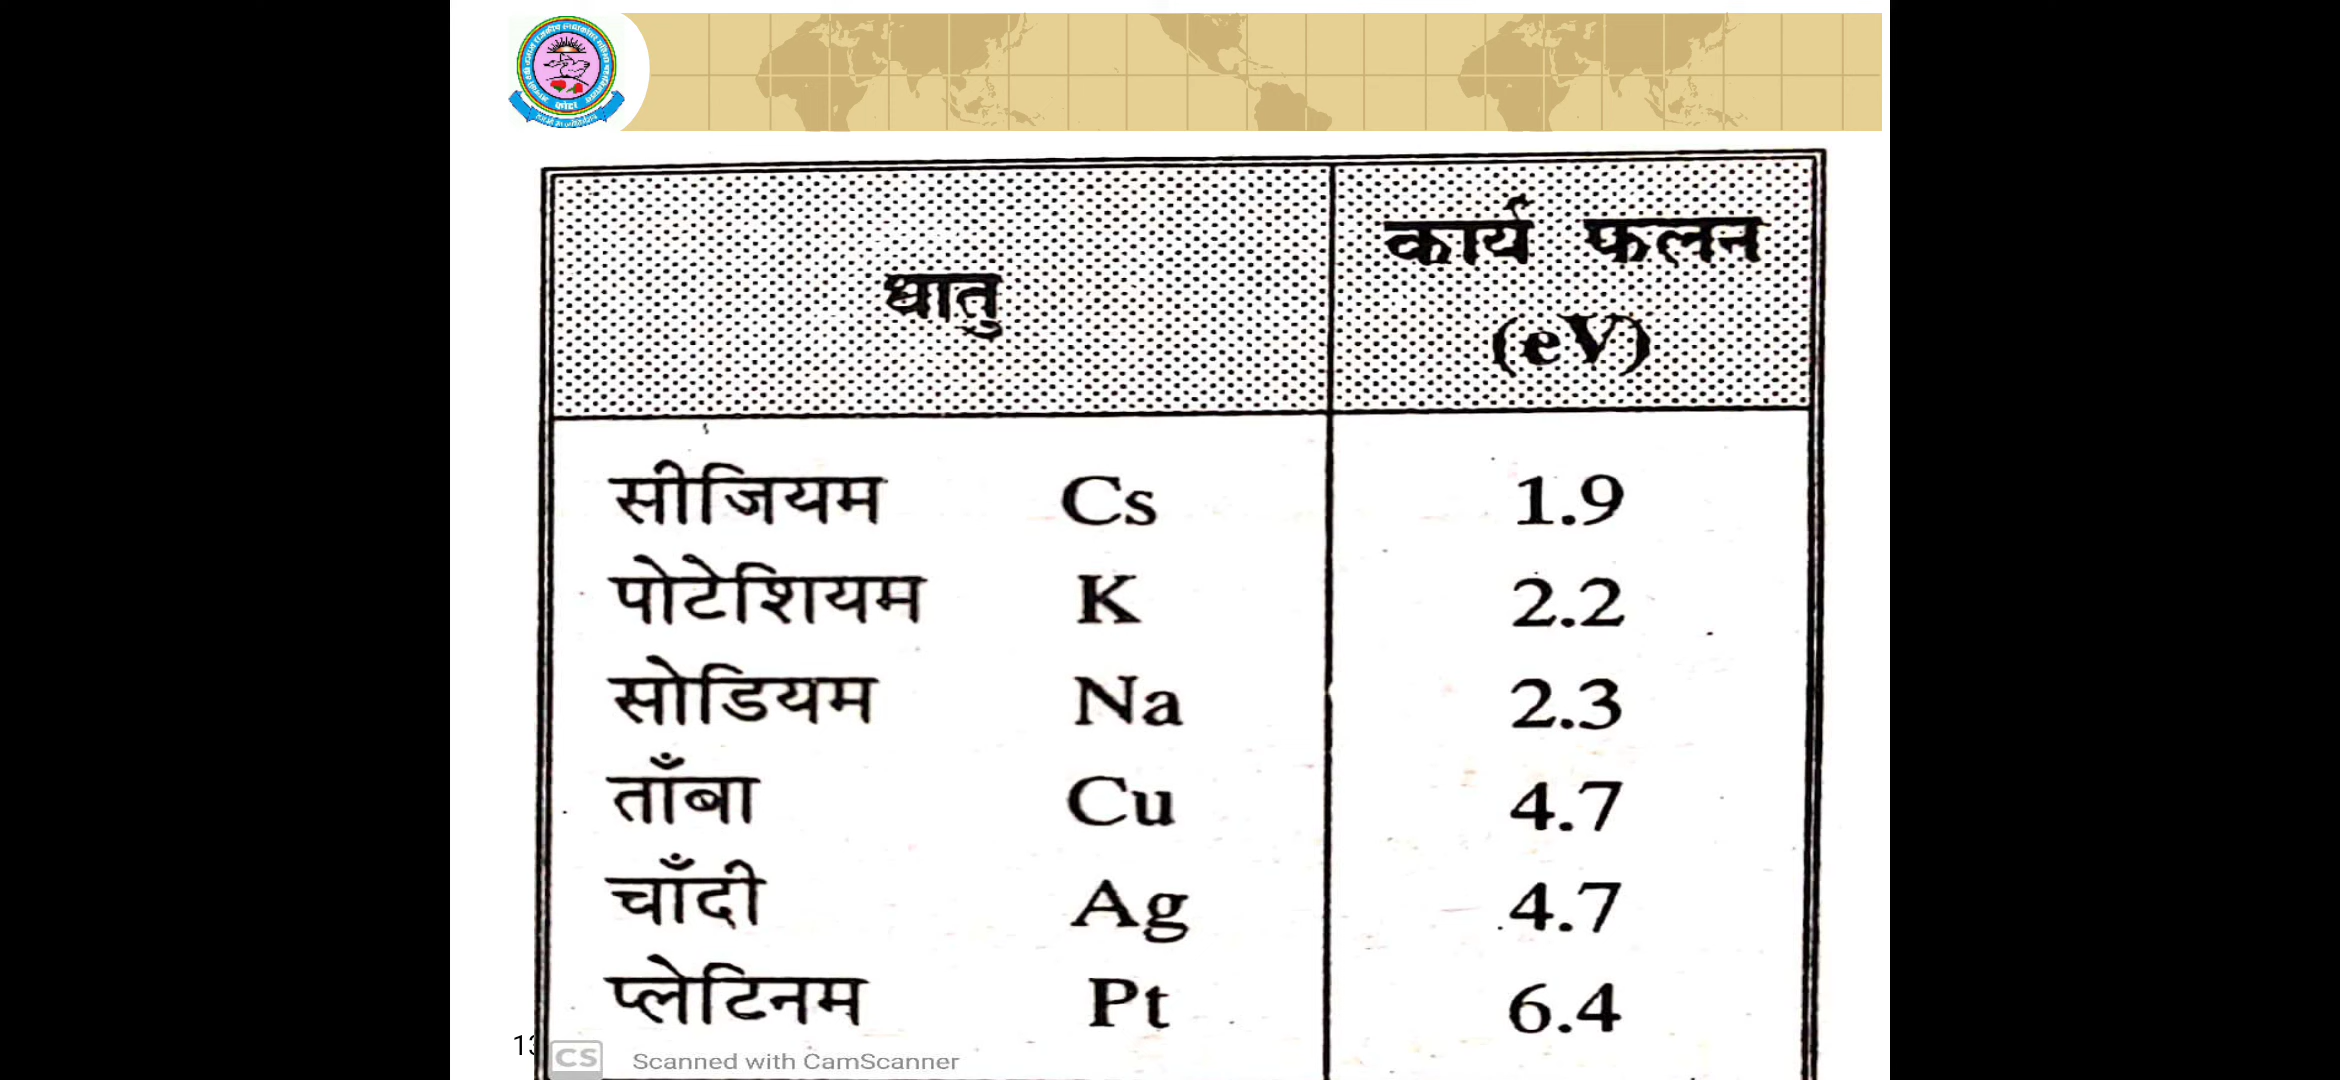 धातु
कार्य फलन
(eV)
सीजियम Cs 1.9
पोटेशियम K 2.2
सोडियम Na 2.3
ताँबा Cu 4.7
चाँदी Ag 4.7
प्लेटिनम Pt 6.4
CS Scanned with CamScanner